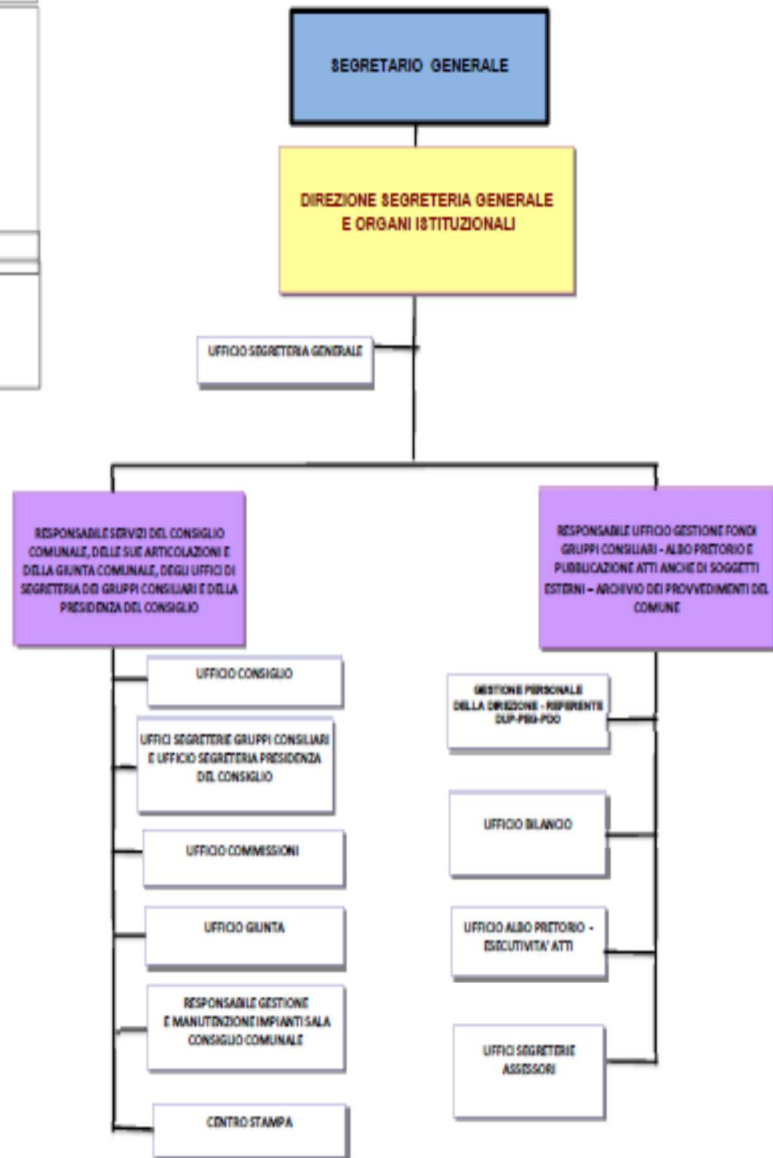 SEGRETARIO GENERALE
DIREZIONE SEGRETERIA GENERALE
E ORGANI ISTITUZIONALI
UFFICIO SEGRETERIA GENERALE
RESPONSABILE SERVIZI DEL CONSIGLIO
COMUNALE, DELLE SUE ARTICOLAZIONI E
DELLA GIUNTA COMUNALE, DEGLI UFFICI DI
SEGRETERIA DEI GRUPPI CONSILIARI E DELLA
PRESIDENZA DEL CONSIGLIO
UFFICIO CONSIGLIO
UFFICI SEGRETERIE GRUPPI CONSILIARI
E UFFICIO SEGRETERIA PRESIDENZA
DEL CONSIGLIO
UFFICIO COMMISSIONI
UFFICIO GIUNTA
RESPONSABILE GESTIONE
E MANUTENZIONE IMPIANTI SALA
CONSIGLIO COMUNALE
CENTRO STAMPA
RESPONSABILE UFFICIO GESTIONE FONDI
GRUPPI CONSILIARI - ALBO PRETORIO E
PUBBLICAZIONE ATTI ANCHE DI SOGGETTI
ESTERNI – ARCHIVIO DEI PROVVEDIMENTI DEL
COMUNE
GESTIONE PERSONALE
DELLA DIREZIONE - REFERENTE
DUP-PEG-PDO
UFFICIO BILANCIO
UFFICIO ALBO PRETORIO -
ESECUTIVITA' ATTI
UFFICI SEGRETERIE
ASSESSORI